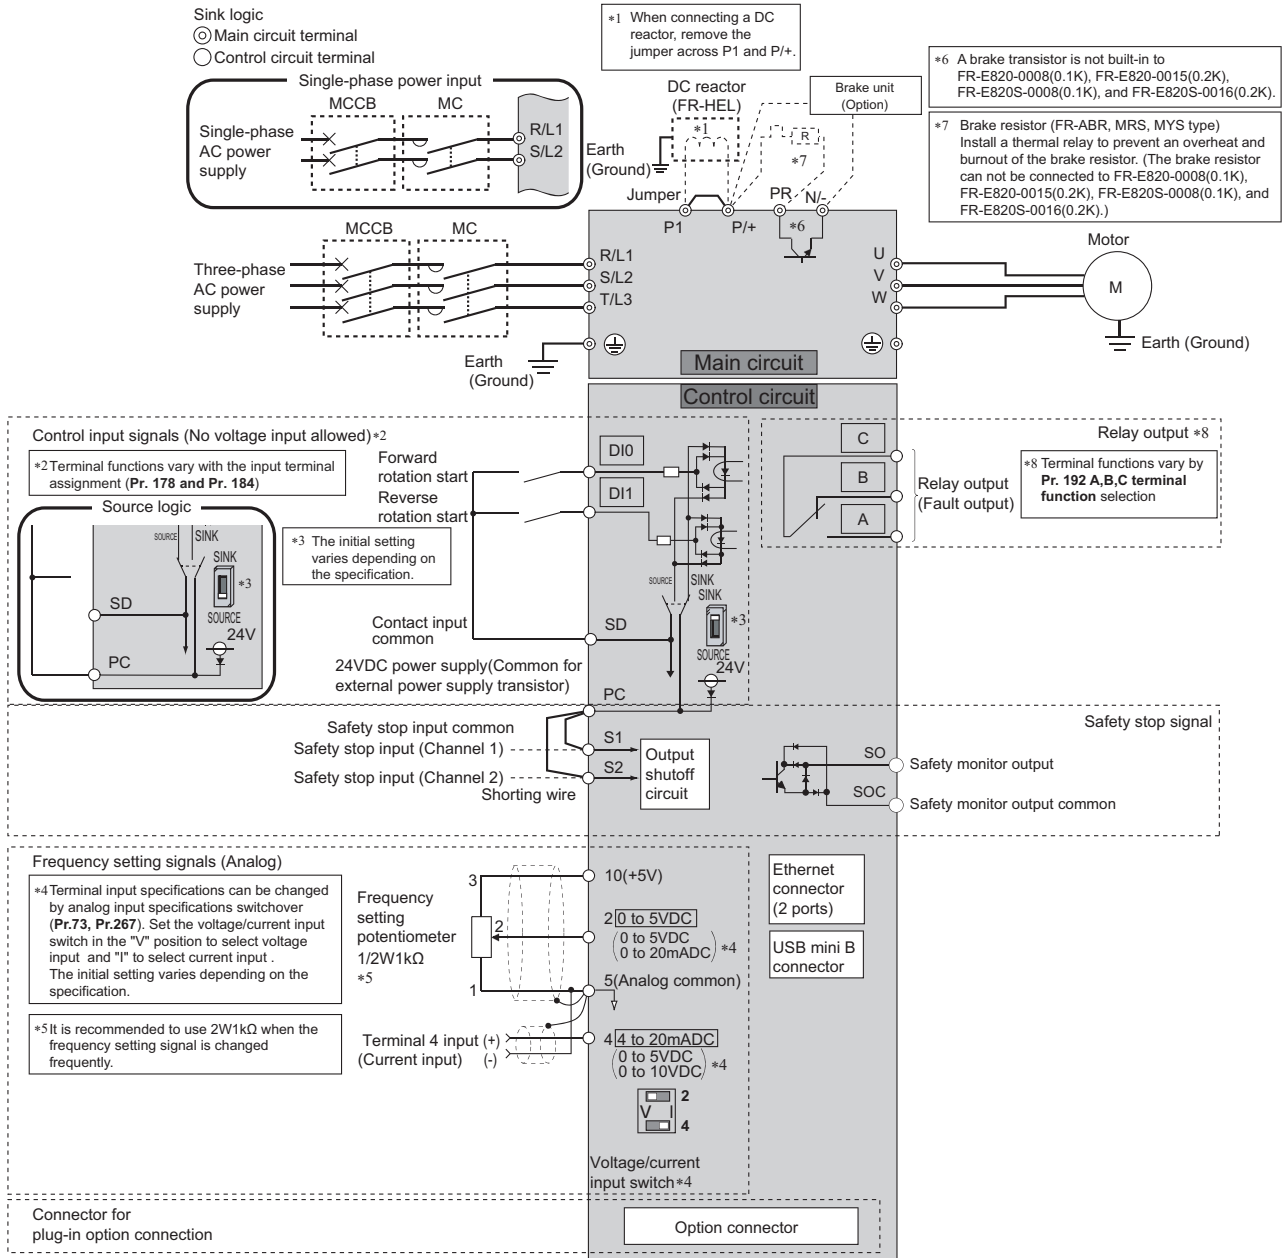 Sink logic
Main circuit terminal
Control circuit terminal
Single-phase power input
MCCB
MC
Single-phase
AC power
supply
R/L1
S/L2
*1 When connecting a DC
reactor, remove the
jumper across P1 and P/+.
DC reactor
(FR-HEL)
*1
Brake unit
(Option)
R
*7
Earth
(Ground)
Jumper
P1
P/+
PR
N/-
*6
*6 A brake transistor is not built-in to
FR-E820-0008(0.1K), FR-E820-0015(0.2K),
FR-E820S-0008(0.1K), and FR-E820S-0016(0.2K).
*7 Brake resistor (FR-ABR, MRS, MYS type)
Install a thermal relay to prevent an overheat and
burnout of the brake resistor. (The brake resistor
can not be connected to FR-E820-0008(0.1K),
FR-E820-0015(0.2K), FR-E820S-0008(0.1K), and
FR-E820S-0016(0.2K).)
MCCB
MC
Three-phase
AC power
supply
R/L1
S/L2
T/L3
U
V
W
Motor
M
Earth (Ground)
Earth
(Ground)
Main circuit
Control circuit
Control input signals (No voltage input allowed)*2
*2 Terminal functions vary with the input terminal
assignment (Pr. 178 and Pr. 184)
Source logic
SOURCE
SINK
SINK
*3
SOURCE
SD
24V
PC
*3 The initial setting
varies depending on
the specification.
Forward
rotation start
Reverse
rotation start
DI0
DI1
SOURCE
SINK
SINK
*3
SOURCE
24V
Contact input
common
SD
24VDC power supply(Common for
external power supply transistor)
PC
Relay output *8
C
B
A
Relay output
(Fault output)
*8 Terminal functions vary by
Pr. 192 A,B,C terminal
function selection
Safety stop signal
Safety stop input common
Safety stop input (Channel 1)
Safety stop input (Channel 2)
Shorting wire
S1
S2
Output
shutoff
circuit
SO
Safety monitor output
SOC
Safety monitor output common
Frequency setting signals (Analog)
*4 Terminal input specifications can be changed
by analog input specifications switchover
(Pr.73, Pr.267). Set the voltage/current input
switch in the "V" position to select voltage
input and "I" to select current input .
The initial setting varies depending on the
specification.
*5 It is recommended to use 2W1kΩ when the
frequency setting signal is changed
frequently.
Frequency
setting
potentiometer
1/2W1kΩ
*5
3
2
1
10(+5V)
2 0 to 5VDC
(0 to 5VDC
0 to 20mADC) *4
5(Analog common)
Terminal 4 input (+)
(Current input) (-)
4 4 to 20mADC
(0 to 5VDC
0 to 10VDC) *4
2
V I
4
Voltage/current
input switch*4
Ethernet
connector
(2 ports)
USB mini B
connector
Connector for
plug-in option connection
Option connector